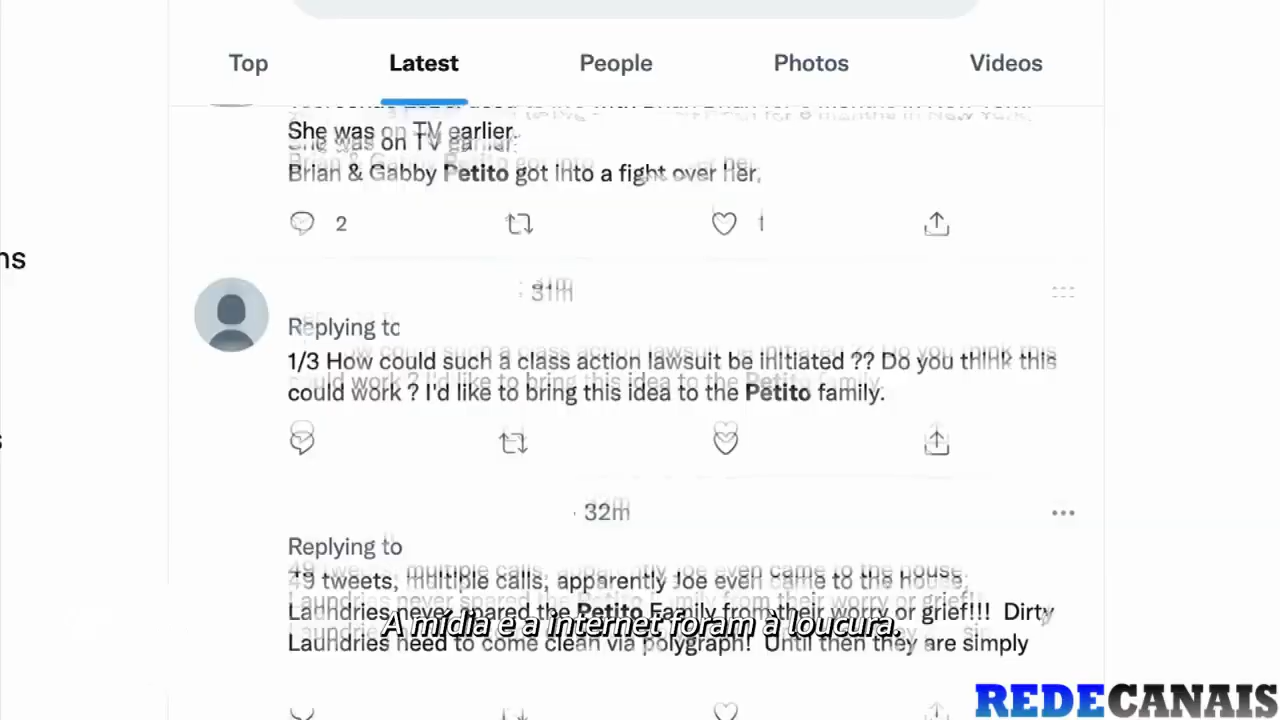 Top Latest People Photos Videos
She was on TV earlier.
Brian & Gabby Petito got into a fight over her.
2 1
ns
31m
Replying to
1/3 How could such a class action lawsuit be initiated ?? Do you think this
could work ? I'd like to bring this idea to the Petito family.
· 32m
Replying to
49 tweets, multiple calls, apparently Joe even came to the house,
Laundries never spared the Petito Family from their worry or grief!!! Dirty
A mídia e a internet foram à loucura.
Laundries need to come clean via polygraph! Until then they are simply
REDECANAIS